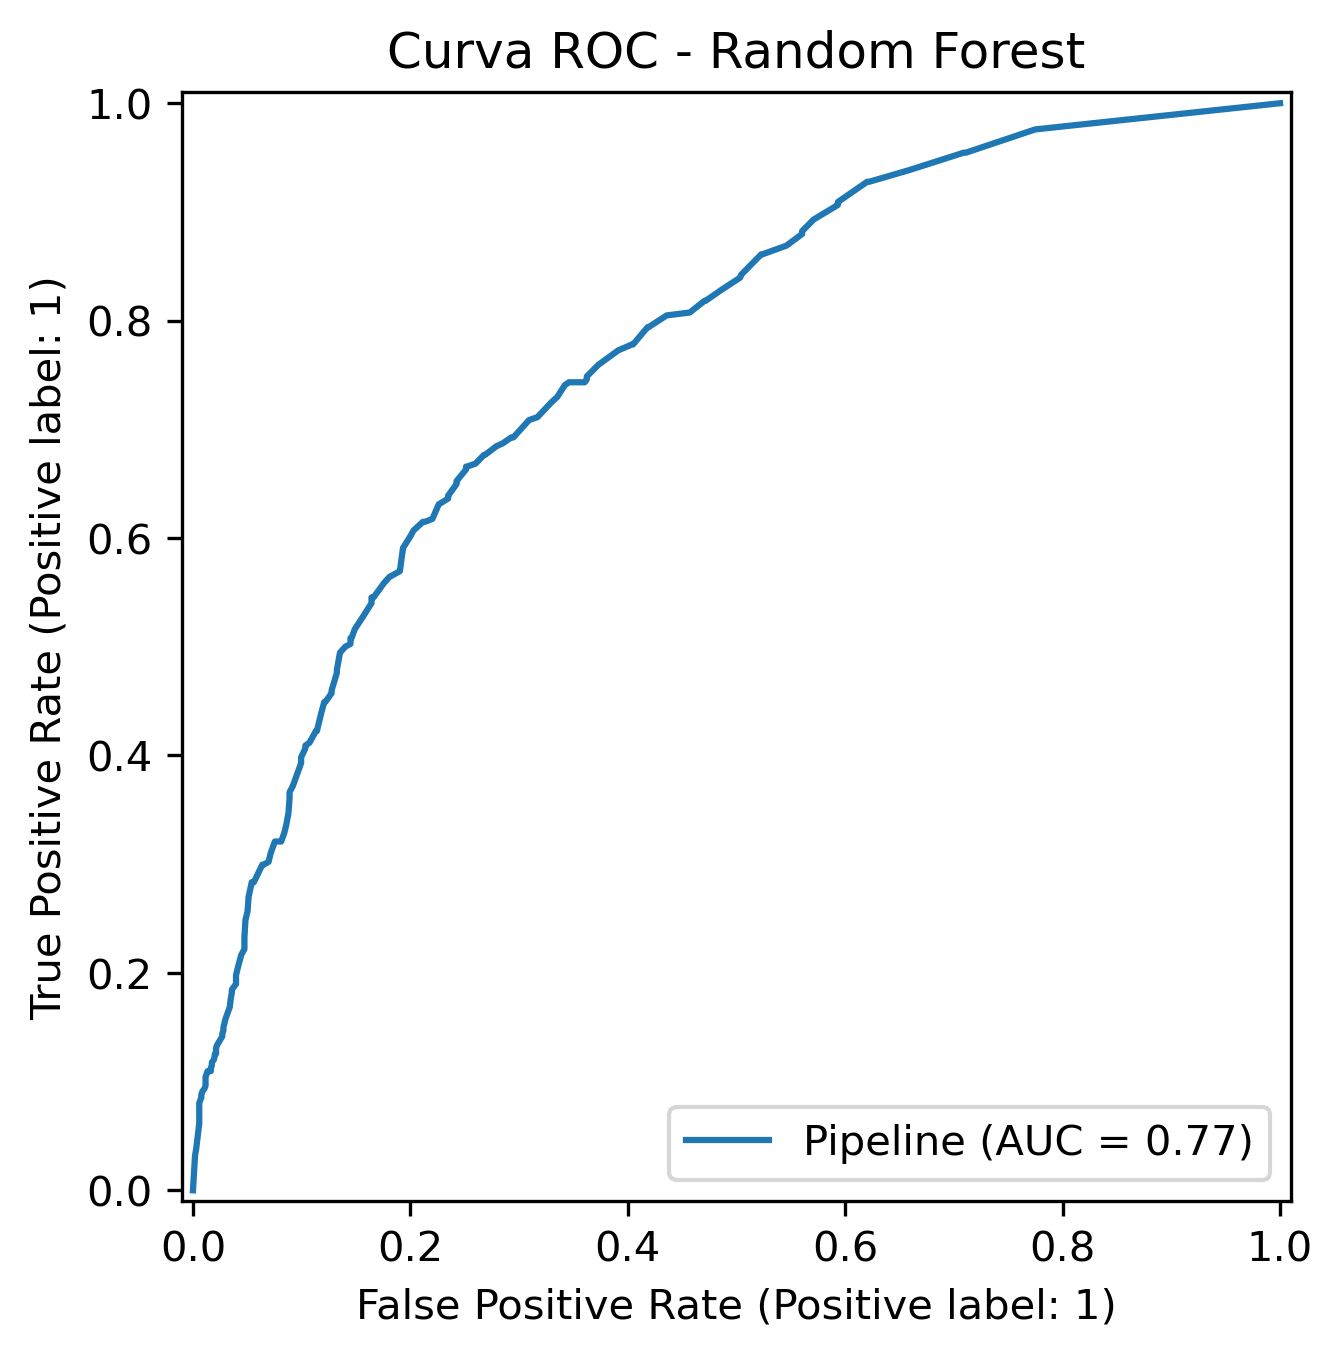 Curva ROC - Random Forest
True Positive Rate (Positive label: 1)
1.0
0.8
0.6
0.4
0.2
0.0
Pipeline (AUC = 0.77)
0.0 0.2 0.4 0.6 0.8 1.0
False Positive Rate (Positive label: 1)